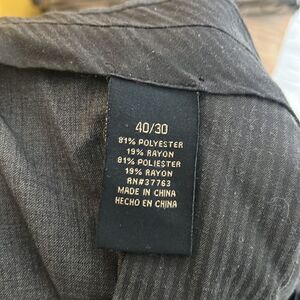 40/30
81% POLYESTER
19% RAYON
81% POLIESTER
19% RAYON
RN#37763
MADE IN CHINA
HECHO EN CHINA